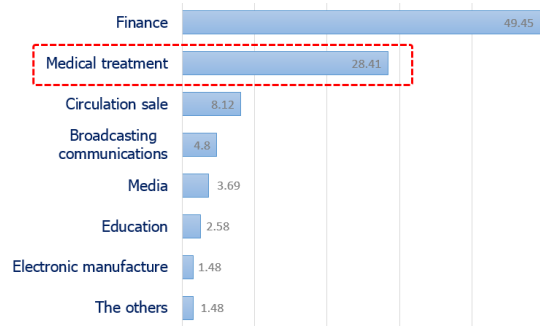 Finance 49.45
Medical treatment 28.41
Circulation sale 8.12
Broadcasting
communications 4.8
Media 3.69
Education 2.58
Electronic manufacture 1.48
The others 1.48